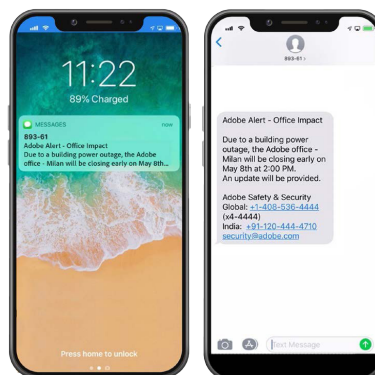 11:22
89% Charged
MESSAGES now
893-61
Adobe Alert - Office Impact
Due to a building power outage, the Adobe
office - Milan will be closing early on May 8th...
Press home to unlock
893-61 >
Adobe Alert - Office Impact
Due to a building power
outage, the Adobe office -
Milan will be closing early on
May 8th at 2:00 PM.
An update will be provided.
Adobe Safety & Security
Global: +1-408-536-4444
(x4-4444)
India: +91-120-444-4710
security@adobe.com
Text Message